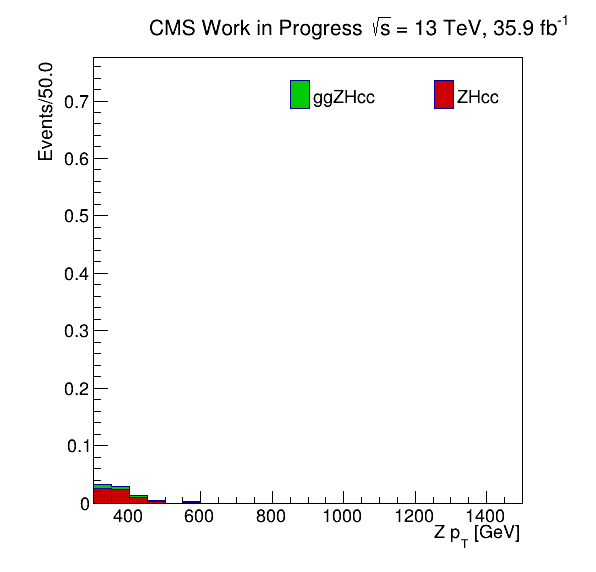 CMS Work in Progress √s = 13 TeV, 35.9 fb⁻¹
Events/50.0
ggZHcc ZHcc
0.7
0.6
0.5
0.4
0.3
0.2
0.1
0
400 600 800 1000 1200 1400
Z p_T [GeV]